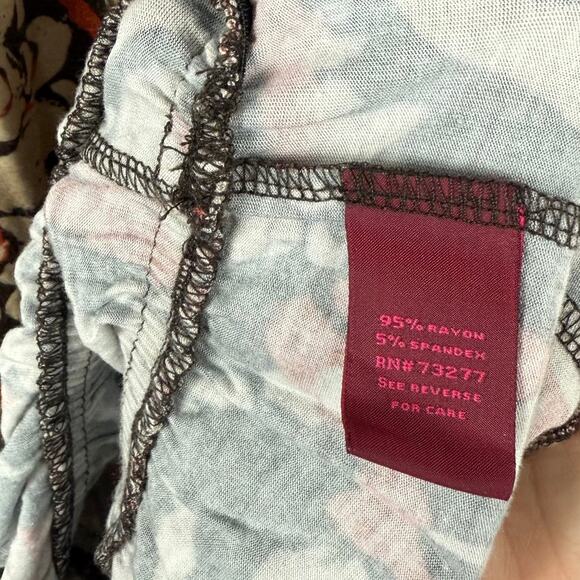 95% RAYON
5% SPANDEX
RN# 73277
SEE REVERSE
FOR CARE